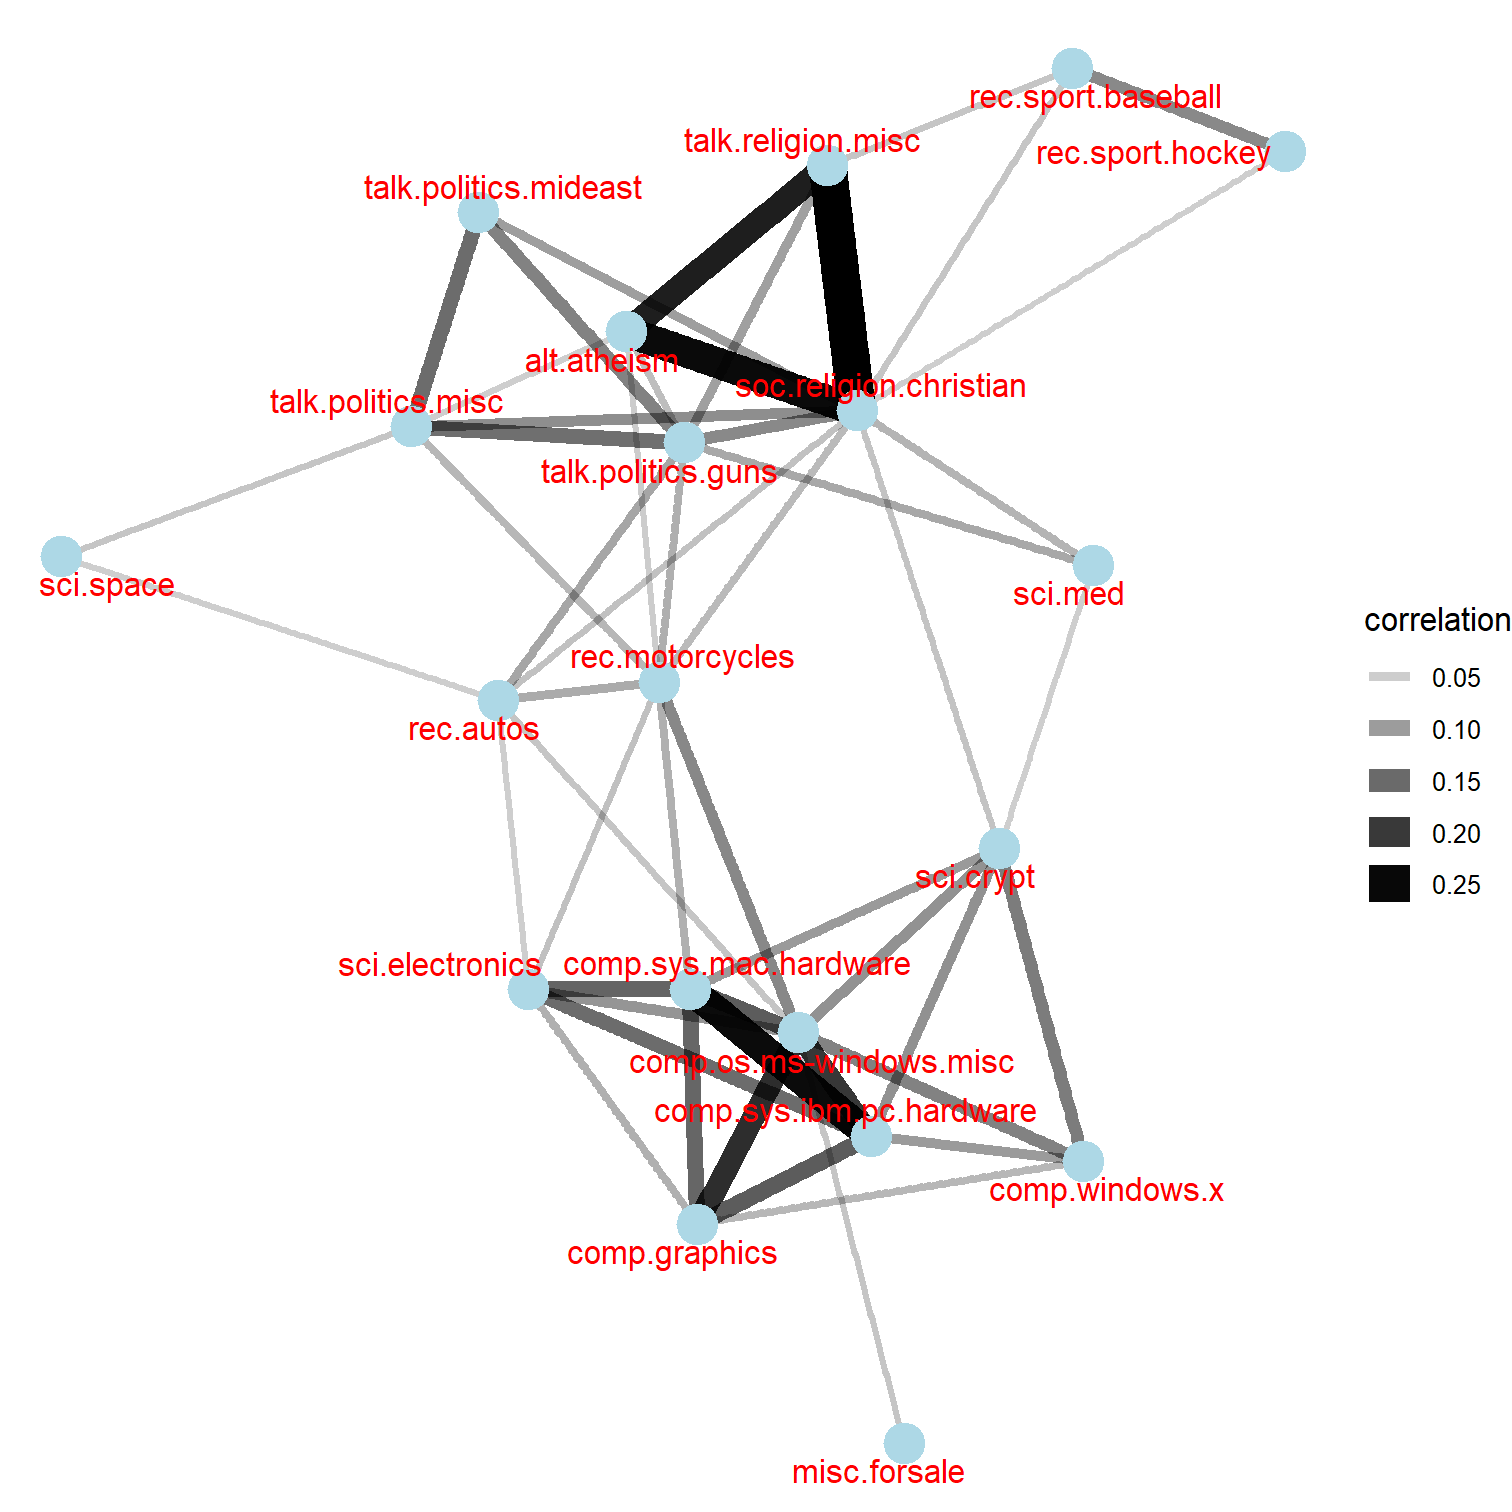 rec.sport.baseball
talk.religion.misc
rec.sport.hockey
talk.politics.mideast
alt.atheism
soc.religion.christian
talk.politics.misc
talk.politics.guns
sci.space
sci.med
correlation
rec.motorcycles
0.05
rec.autos
0.10
0.15
0.20
sci.crypt
0.25
sci.electronics
comp.sys.mac.hardware
comp.os.ms-windows.misc
comp.sys.ibm.pc.hardware
comp.windows.x
comp.graphics
misc.forsale